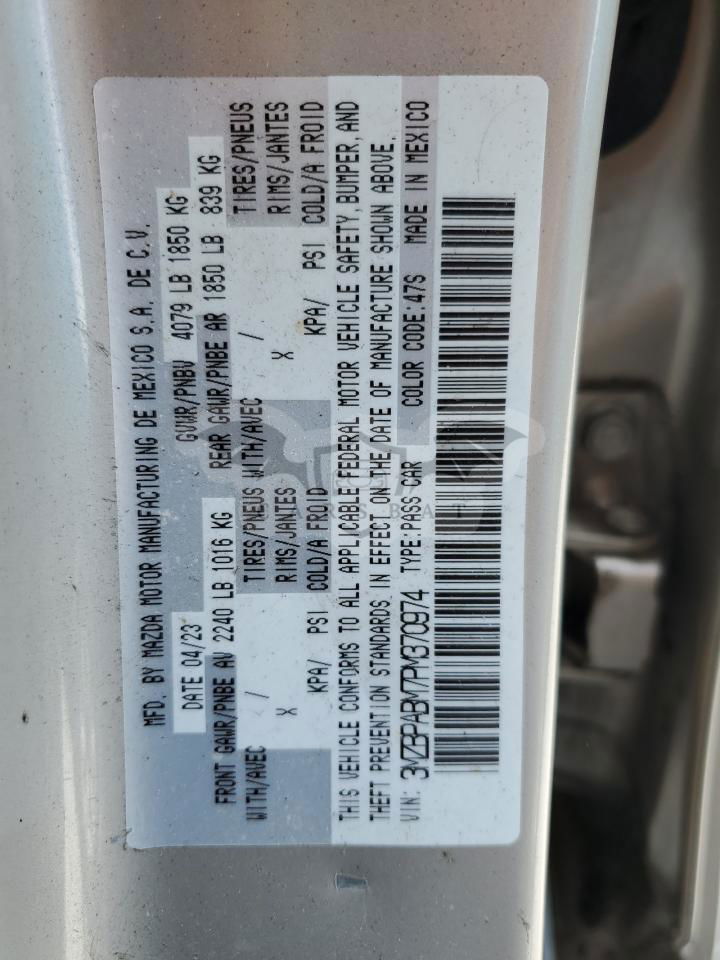 MFD. BY MAZDA MOTOR MANUFACTURING DE MEXICO S.A. DE C.V.
DATE 04/23 GVWR/PNBV 4079 LB 1850 KG
FRONT GAWR/PNBE AV 2240 LB 1016 KG REAR GAWR/PNBE AR 1850 LB 839 KG
WITH/AVEC / TIRES/PNEUS WITH/AVEC / TIRES/PNEUS
X RIMS/JANTES X RIMS/JANTES
KPA/ PSI COLD/A FROID KPA/ PSI COLD/A FROID
THIS VEHICLE CONFORMS TO ALL APPLICABLE FEDERAL MOTOR VEHICLE SAFETY, BUMPER, AND
THEFT PREVENTION STANDARDS IN EFFECT ON THE DATE OF MANUFACTURE SHOWN ABOVE.
VIN: 3MZBPABM7PM370974 TYPE: PASS CAR COLOR CODE: 47S MADE IN MEXICO
CARSBAT